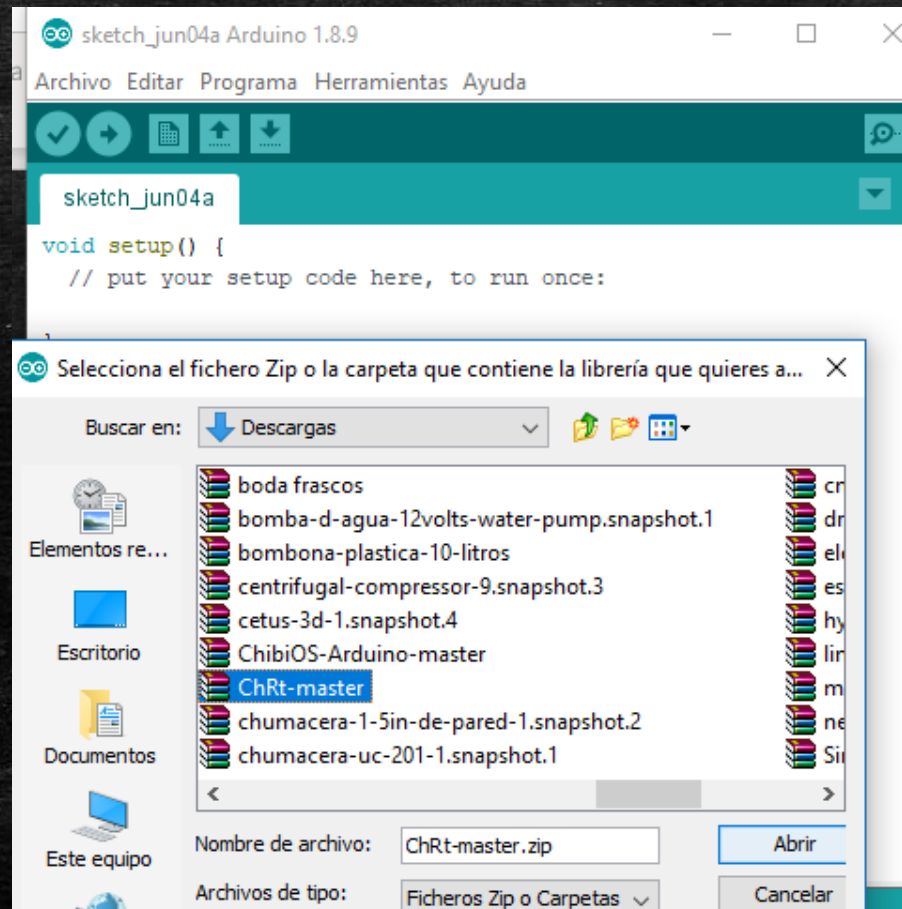 sketch_jun04a Arduino 1.8.9
Archivo Editar Programa Herramientas Ayuda
sketch_jun04a
void setup() {
// put your setup code here, to run once:
Selecciona el fichero Zip o la carpeta que contiene la librería que quieres a...
Buscar en: Descargas
boda frascos
bomba-d-agua-12volts-water-pump.snapshot.1
bombona-plastica-10-litros
centrifugal-compressor-9.snapshot.3
cetus-3d-1.snapshot.4
ChibiOS-Arduino-master
ChRt-master
chumacera-1-5in-de-pared-1.snapshot.2
chumacera-uc-201-1.snapshot.1
Elementos re...
Escritorio
Documentos
Este equipo
Nombre de archivo: ChRt-master.zip Abrir
Archivos de tipo: Ficheros Zip o Carpetas Cancelar